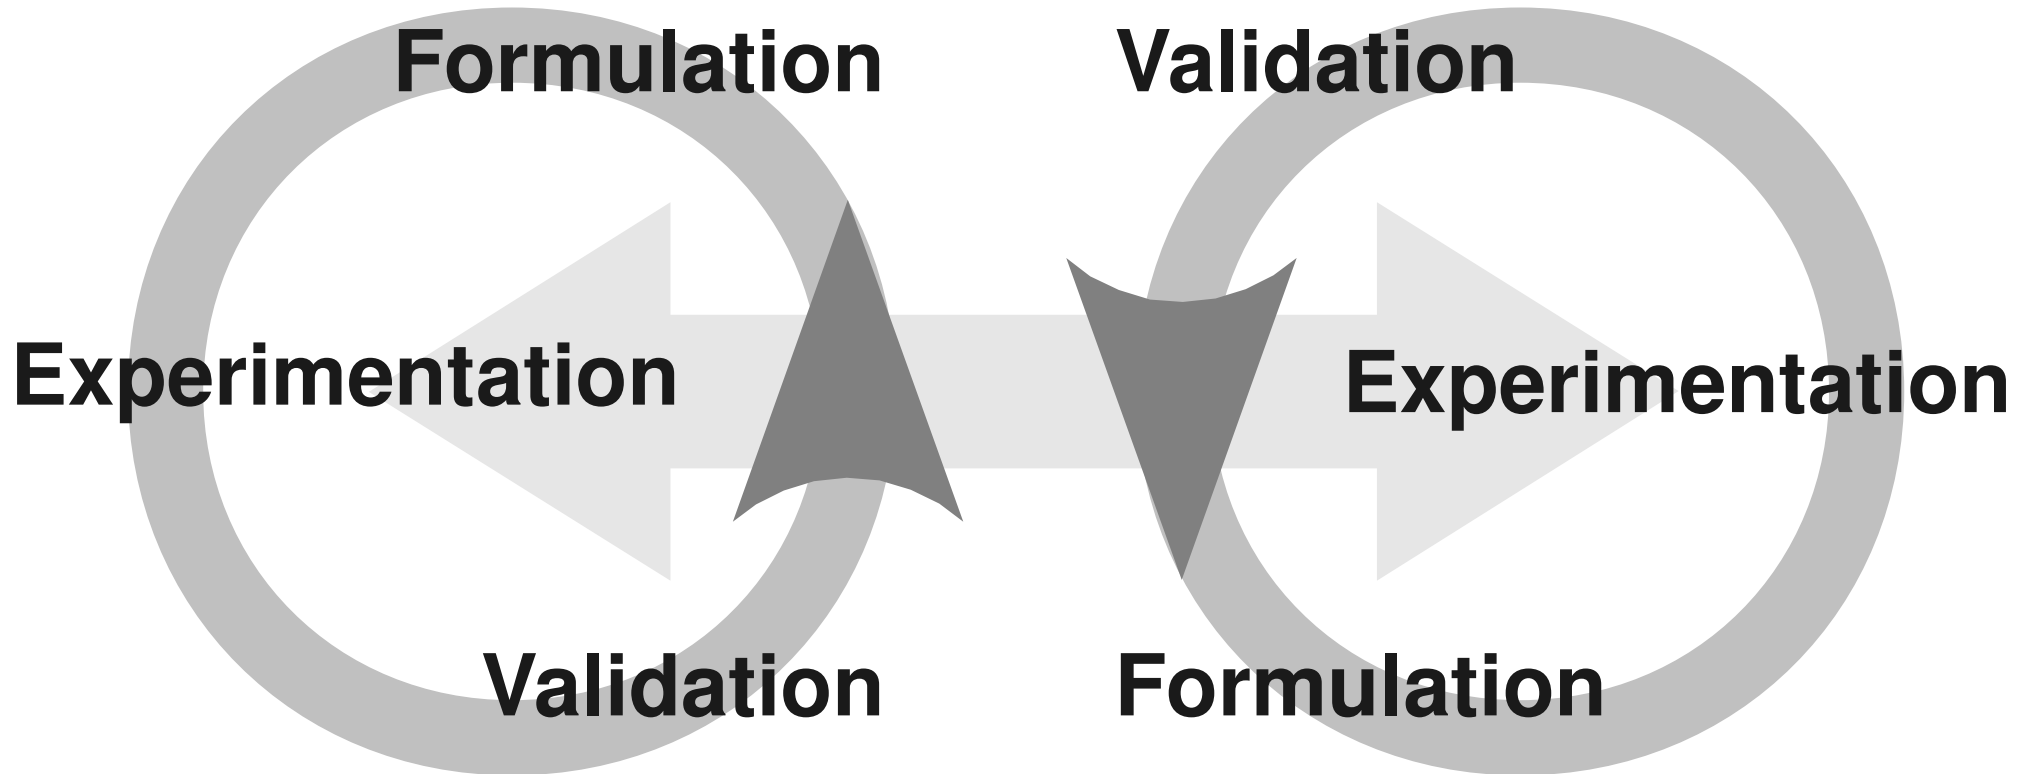 Formulation
Validation
Experimentation
Experimentation
Validation
Formulation